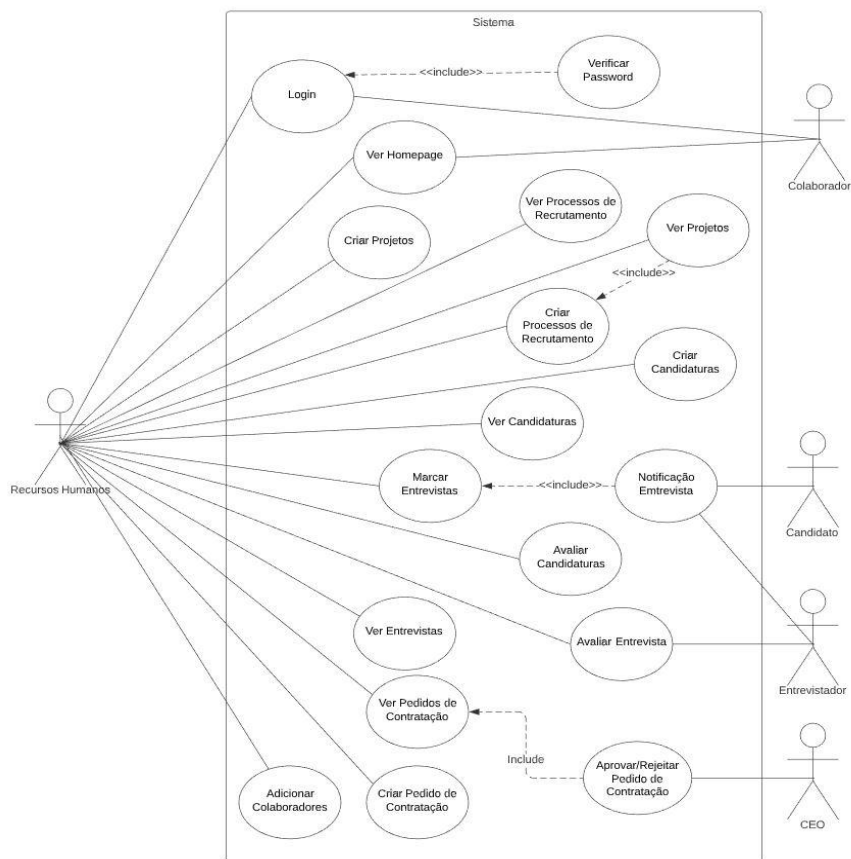 Sistema
Verificar
Password
<<include>>
Login
Ver Homepage
Colaborador
Ver Processos de
Recrutamento
Ver Projetos
Criar Projetos
<<include>>
Criar
Processos de
Recrutamento
Criar
Candidaturas
Ver Candidaturas
Recursos Humanos
Marcar
Entrevistas
<<include>>
Notificação
Emtrevista
Candidato
Avaliar
Candidaturas
Ver Entrevistas
Avaliar Entrevista
Entrevistador
Ver Pedidos de
Contratação
Include
Aprovar/Rejeitar
Pedido de
Contratação
Adicionar
Colaboradores
Criar Pedido de
Contratação
CEO